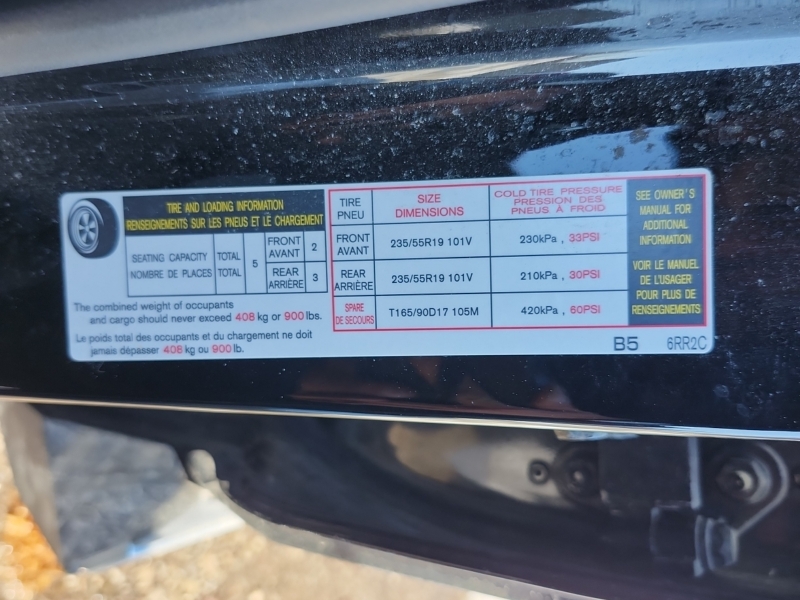 TIRE AND LOADING INFORMATION
RENSEIGNEMENTS SUR LES PNEUS ET LE CHARGEMENT
SEATING CAPACITY
NOMBRE DE PLACES
TOTAL
TOTAL
5
FRONT
AVANT
2
REAR
ARRIÈRE
3
The combined weight of occupants
and cargo should never exceed 408 kg or 900 lbs.
Le poids total des occupants et du chargement ne doit
jamais dépasser 408 kg ou 900 lb.
TIRE
PNEU
SIZE
DIMENSIONS
COLD TIRE PRESSURE
PRESSION DES
PNEUS À FROID
FRONT
AVANT
235/55R19 101V
230kPa , 33PSI
REAR
ARRIÈRE
235/55R19 101V
210kPa , 30PSI
SPARE
DE SECOURS
T165/90D17 105M
420kPa , 60PSI
SEE OWNER'S
MANUAL FOR
ADDITIONAL
INFORMATION
VOIR LE MANUEL
DE L'USAGER
POUR PLUS DE
RENSEIGNEMENTS
B5 6RR2C